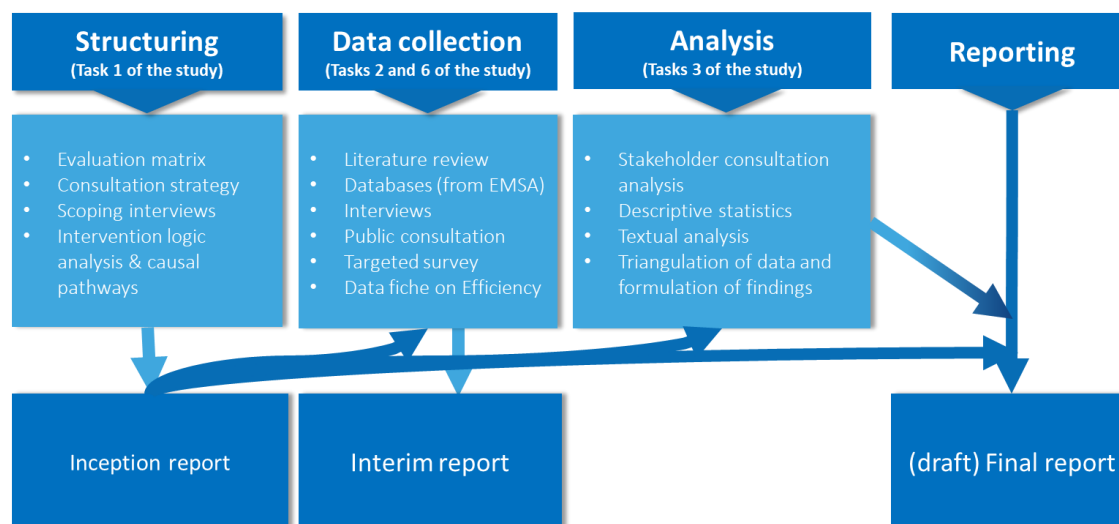 Structuring
(Task 1 of the study)
• Evaluation matrix
• Consultation strategy
• Scoping interviews
• Intervention logic
analysis & causal
pathways
Inception report
Data collection
(Tasks 2 and 6 of the study)
• Literature review
• Databases (from EMSA)
• Interviews
• Public consultation
• Targeted survey
• Data fiche on Efficiency
Interim report
Analysis
(Tasks 3 of the study)
• Stakeholder consultation
analysis
• Descriptive statistics
• Textual analysis
• Triangulation of data and
formulation of findings
Reporting
(draft) Final report